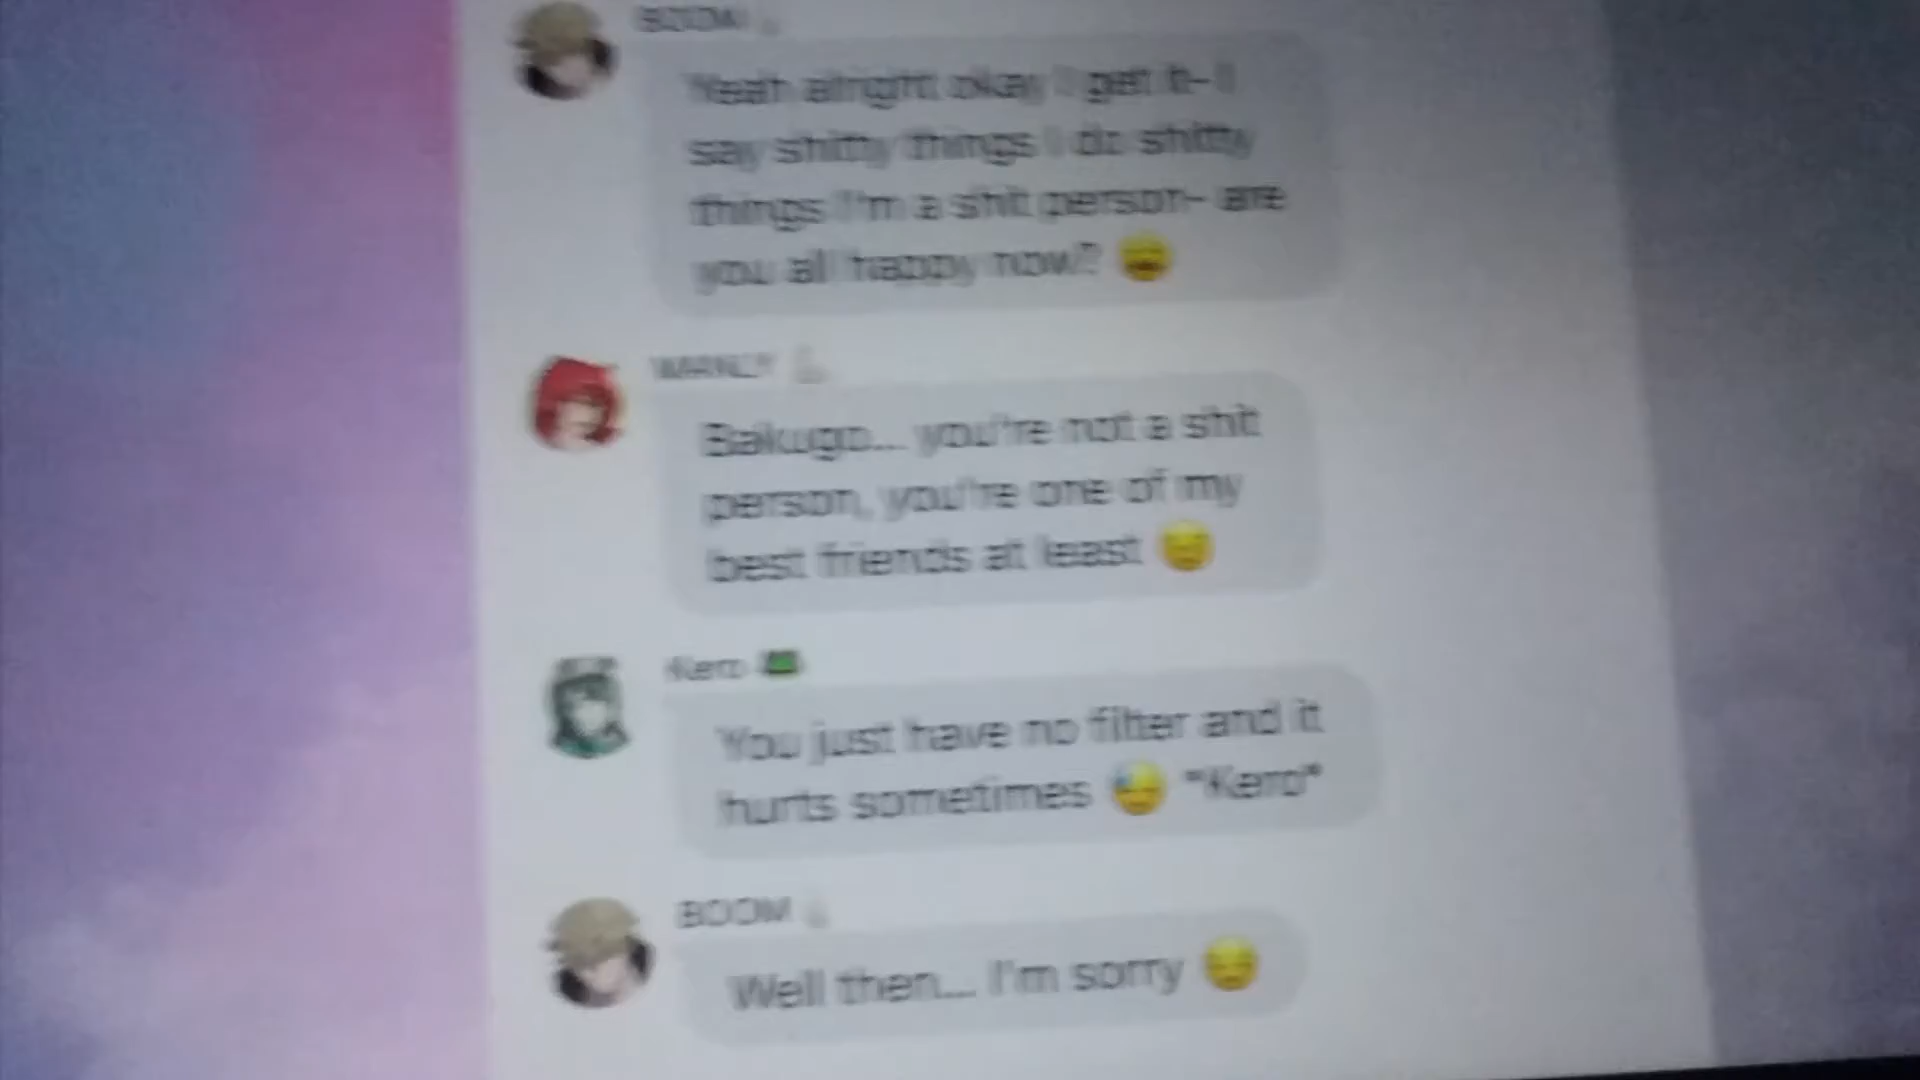 BOOM
Yeah alright okay I get it- I
say shitty things I do shitty
things I'm a shit person- are
you all happy now?
MANLY
Bakugo... you're not a shit
person, you're one of my
best friends at least
Kero
You just have no filter and it
hurts sometimes *Kero*
BOOM
Well then... I'm sorry